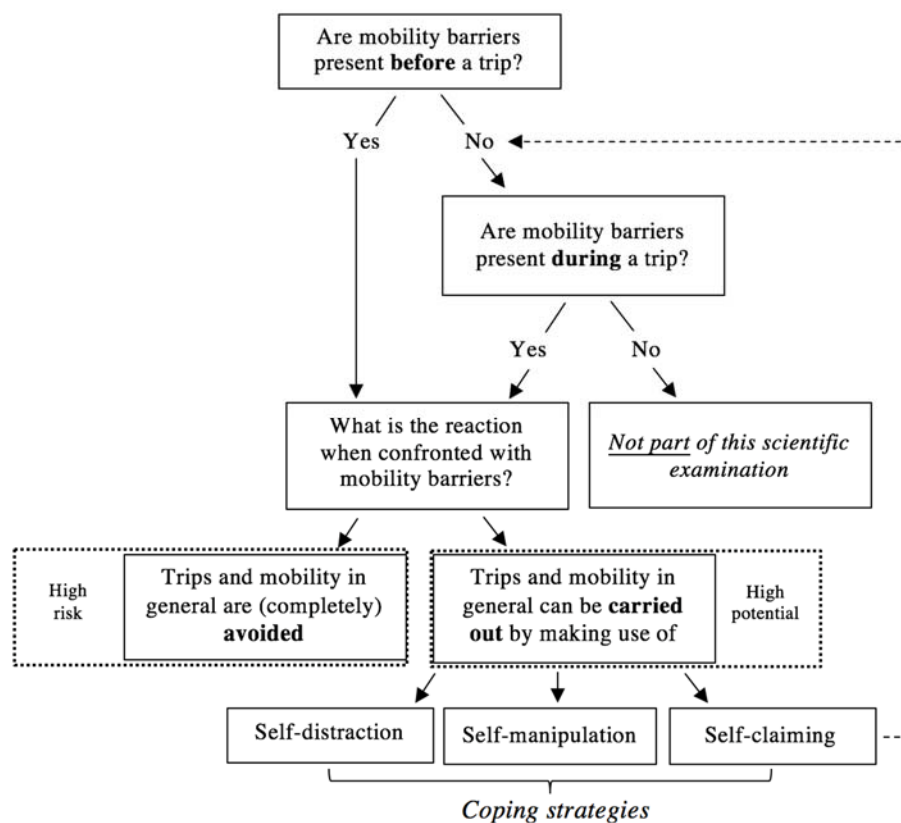 Are mobility barriers
present before a trip?
Yes
No
Are mobility barriers
present during a trip?
Yes
No
What is the reaction
when confronted with
mobility barriers?
Not part of this scientific
examination
High
risk
Trips and mobility in
general are (completely)
avoided
Trips and mobility in
general can be carried
out by making use of
High
potential
Self-distraction
Self-manipulation
Self-claiming
Coping strategies